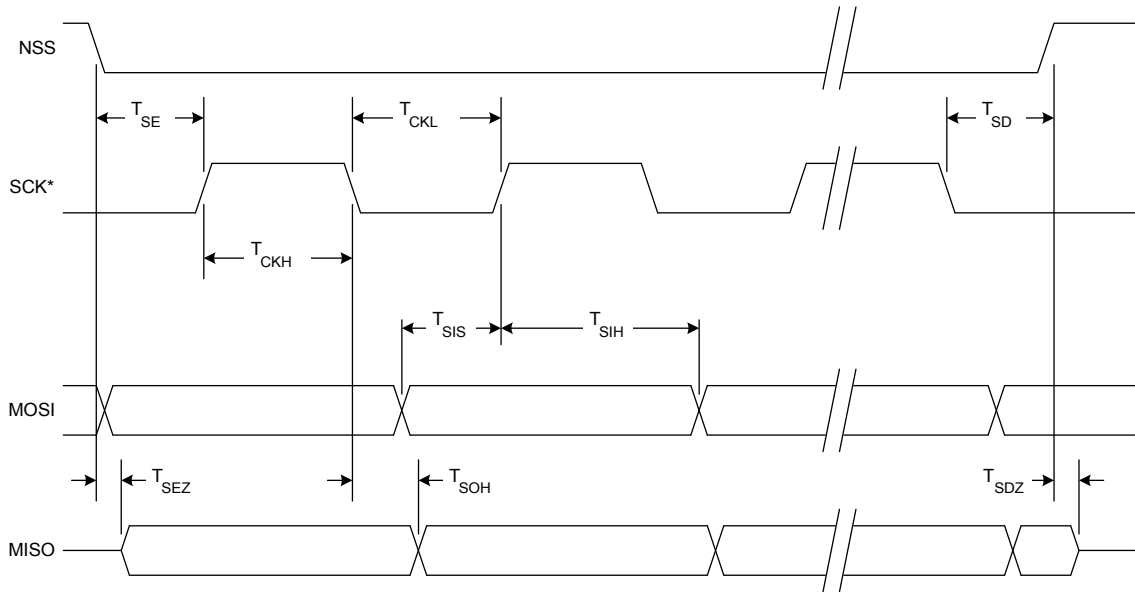 NSS
T_SE
T_CKL
T_SD
SCK*
T_CKH
T_SIS
T_SIH
MOSI
T_SEZ
T_SOH
T_SDZ
MISO